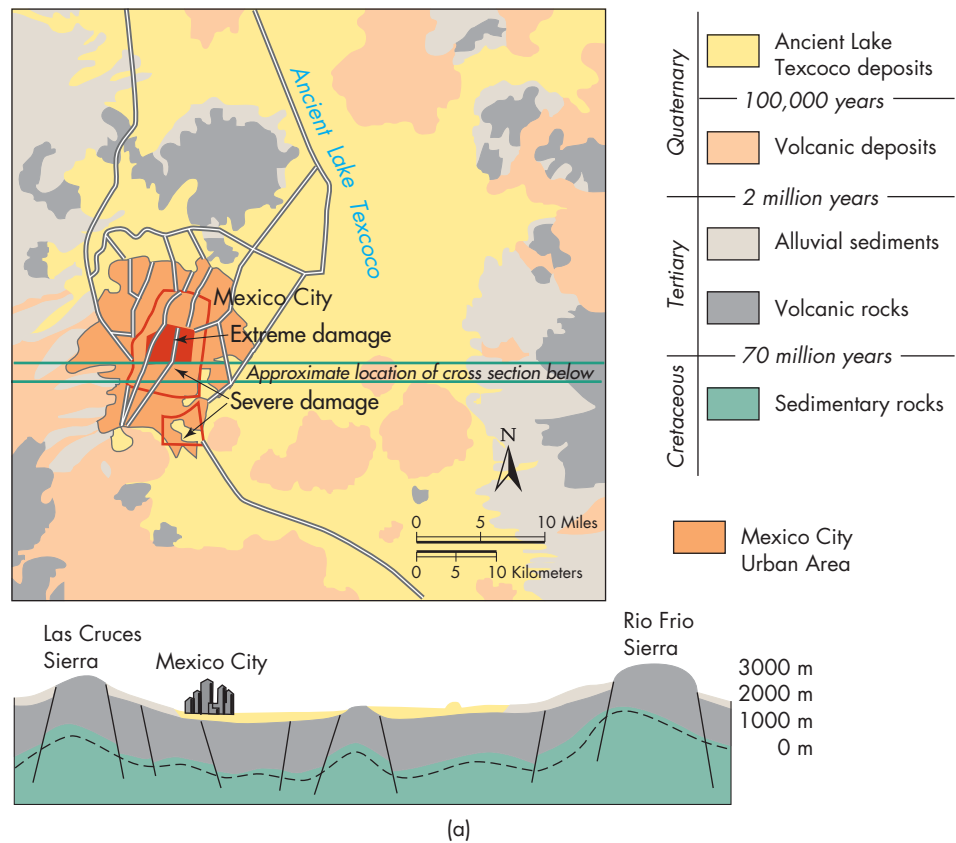 Ancient Lake Texcoco
Mexico City
Extreme damage
Approximate location of cross section below
Severe damage
N
0 5 10 Miles
0 5 10 Kilometers
Quaternary
Ancient Lake
Texcoco deposits
100,000 years
Volcanic deposits
2 million years
Tertiary
Alluvial sediments
Volcanic rocks
70 million years
Cretaceous
Sedimentary rocks
Mexico City
Urban Area
Las Cruces
Sierra
Mexico City
Rio Frio
Sierra
3000 m
2000 m
1000 m
0 m
(a)